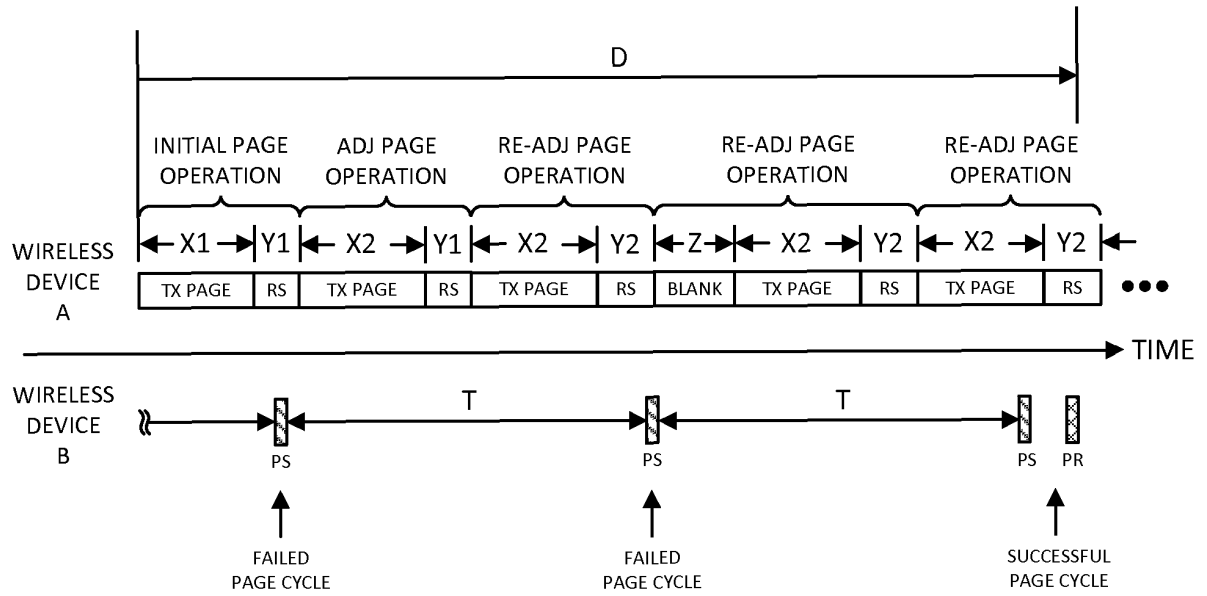 D
INITIAL PAGE
OPERATION
ADJ PAGE
OPERATION
RE-ADJ PAGE
OPERATION
RE-ADJ PAGE
OPERATION
RE-ADJ PAGE
OPERATION
X1 Y1 X2 Y1 X2 Y2 Z X2 Y2 X2 Y2
WIRELESS
DEVICE
A
TX PAGE RS TX PAGE RS TX PAGE RS BLANK TX PAGE RS TX PAGE RS
TIME
WIRELESS
DEVICE
B
T T
PS PS PS PR
FAILED
PAGE CYCLE
FAILED
PAGE CYCLE
SUCCESSFUL
PAGE CYCLE